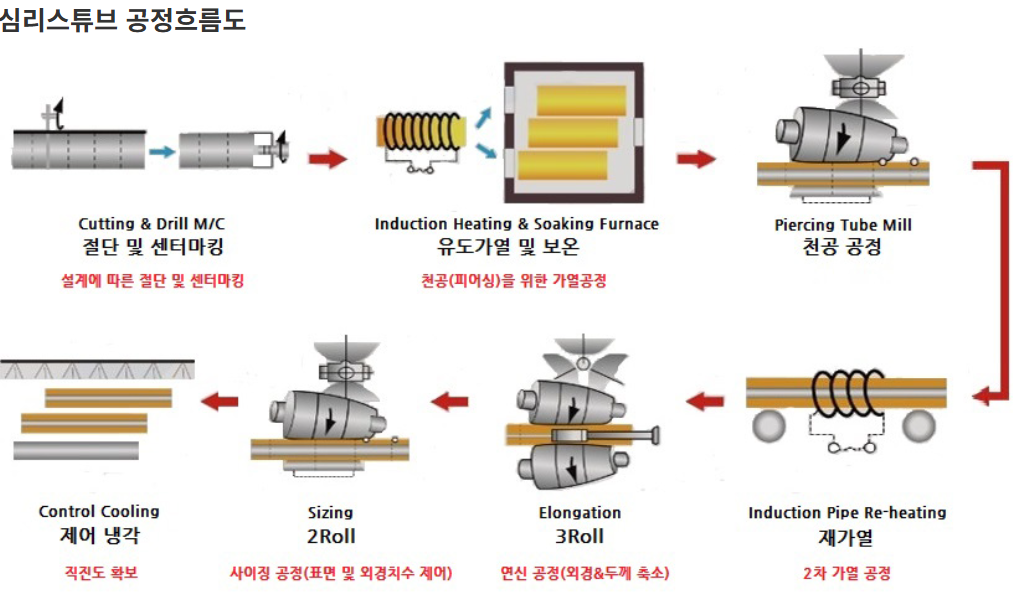 심리스튜브 공정흐름도
Cutting & Drill M/C
절단 및 센터마킹
설계에 따른 절단 및 센터마킹
Induction Heating & Soaking Furnace
유도가열 및 보온
천공(피어싱)을 위한 가열공정
Piercing Tube Mill
천공 공정
Control Cooling
제어 냉각
직진도 확보
Sizing
2Roll
사이징 공정(표면 및 외경치수 제어)
Elongation
3Roll
연신 공정(외경&두께 축소)
Induction Pipe Re-heating
재가열
2차 가열 공정